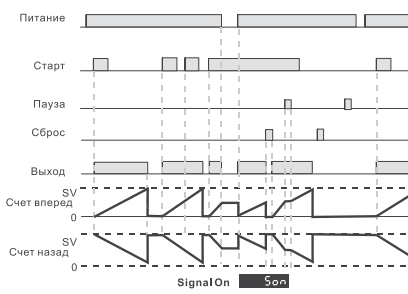 Питание
Старт
Пауза
Сброс
Выход
SV
Счет вперед
0
SV
Счет назад
0
Signal On Son